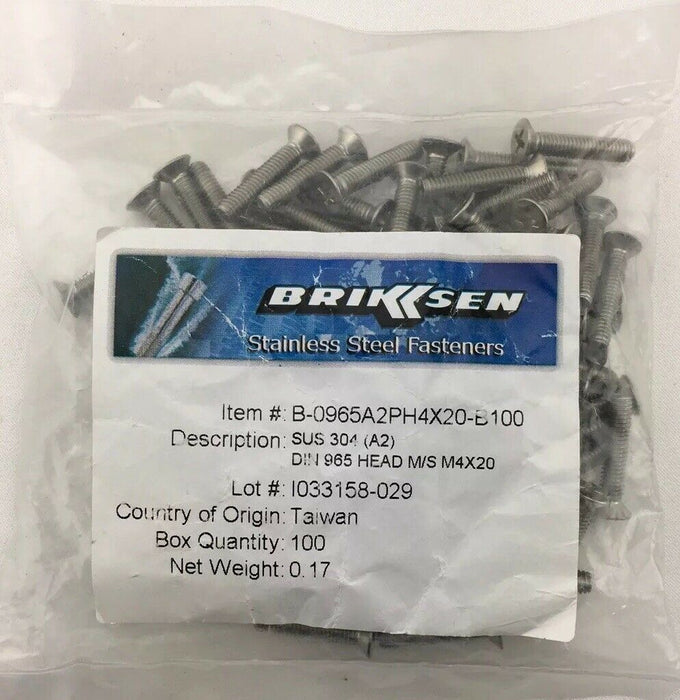 BRIKKSEN
Stainless Steel Fasteners
Item #: B-0965A2PH4X20-B100
Description: SUS 304 (A2)
DIN 965 HEAD M/S M4X20
Lot #: I033158-029
Country of Origin: Taiwan
Box Quantity: 100
Net Weight: 0.17